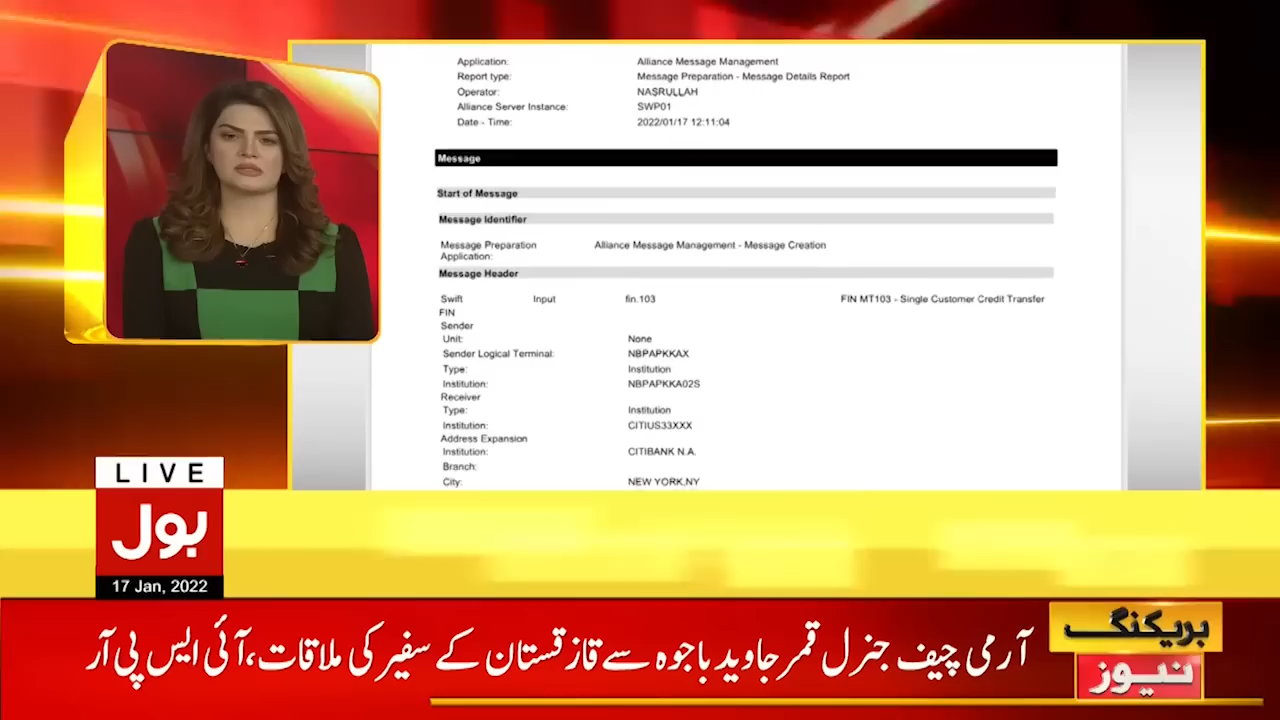 Application: Alliance Message Management
Report type: Message Preparation - Message Details Report
Operator: NASRULLAH
Alliance Server Instance: SWP01
Date - Time: 2022/01/17 12:11:04
Message
Start of Message
Message Identifier
Message Preparation Alliance Message Management - Message Creation
Application:
Message Header
Swift Input fin.103 FIN MT103 - Single Customer Credit Transfer
FIN
Sender
Unit: None
Sender Logical Terminal: NBPAPKKAX
Type: Institution
Institution: NBPAPKKA02S
Receiver
Type: Institution
Institution: CITIUS33XXX
Address Expansion
Institution: CITIBANK N.A.
Branch:
City: NEW YORK,NY
LIVE
بول
17 Jan, 2022
بریکنگ
نیوز
آرمی چیف جنرل قمر جاوید باجوہ سے قازقستان کے سفیر کی ملاقات، آئی ایس پی آر